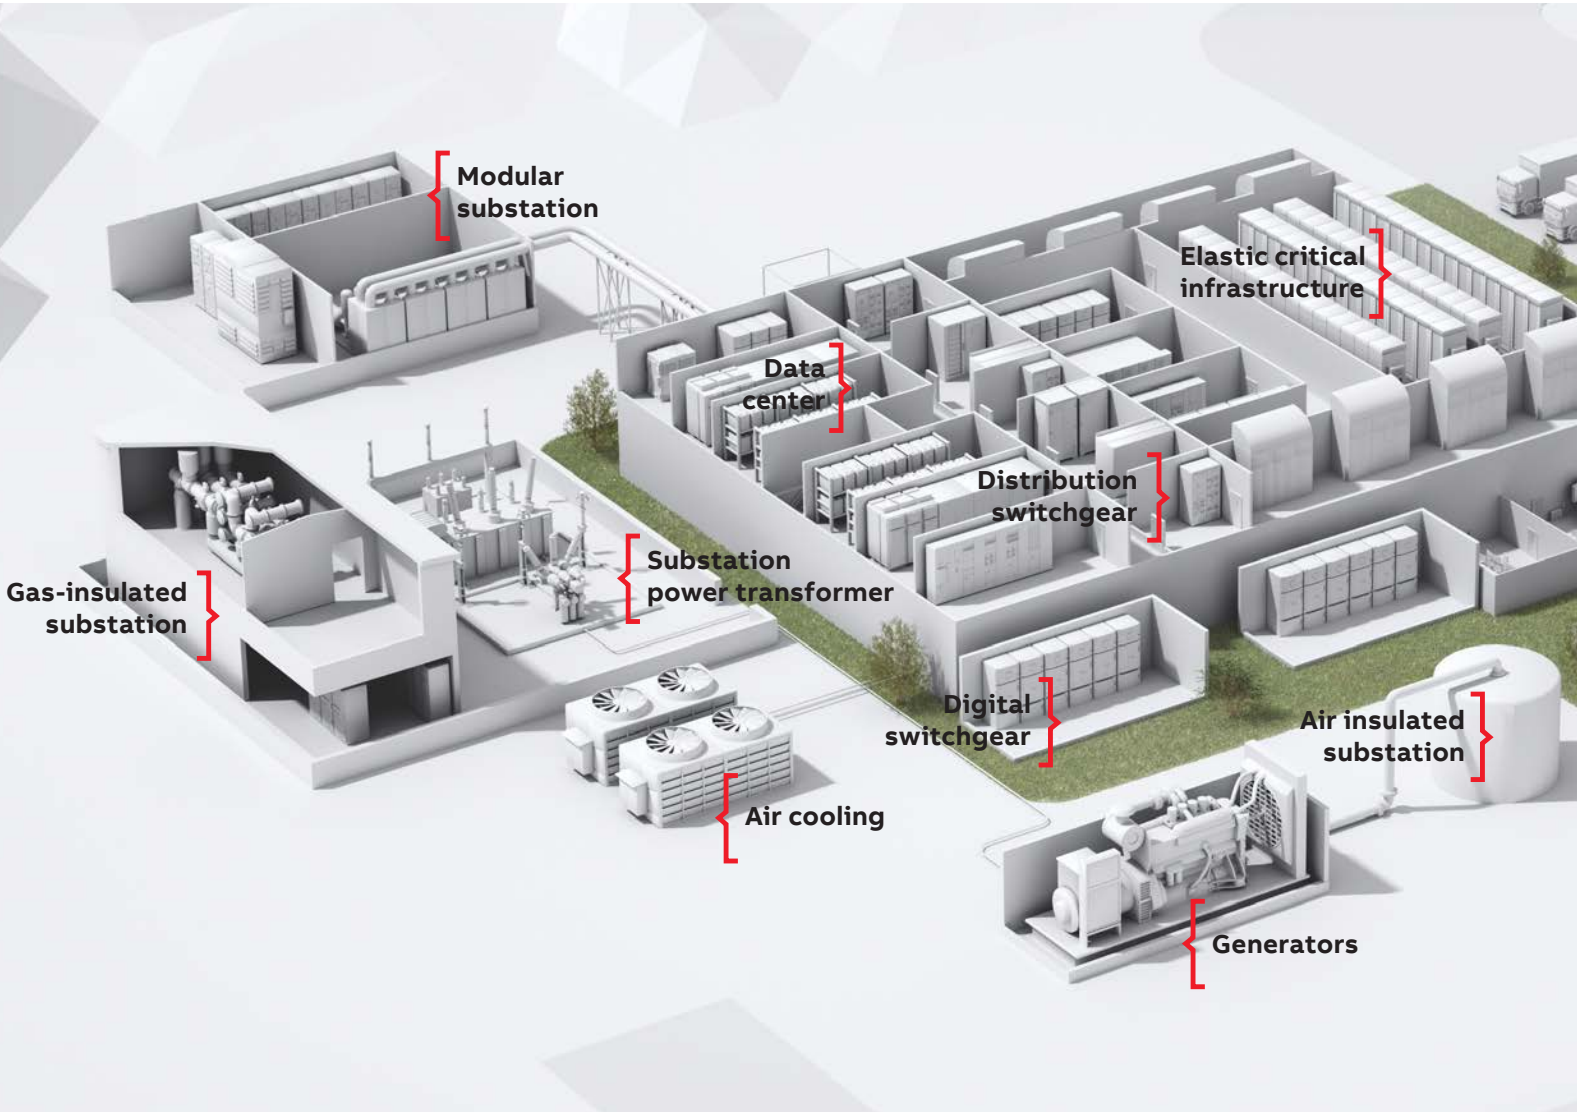 Modular
substation
Elastic critical
infrastructure
Data
center
Distribution
switchgear
Substation
power transformer
Gas-insulated
substation
Digital
switchgear
Air insulated
substation
Air cooling
Generators